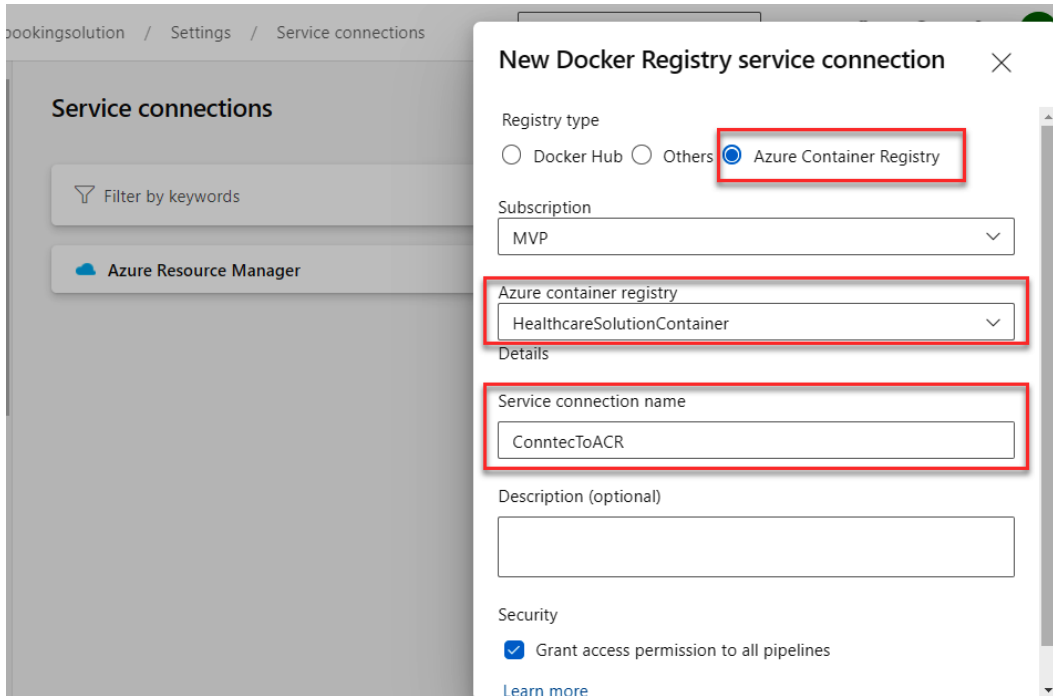 bookingsolution / Settings / Service connections
Service connections
Filter by keywords
Azure Resource Manager
New Docker Registry service connection
Registry type
Docker Hub Others Azure Container Registry
Subscription
MVP
Azure container registry
HealthcareSolutionContainer
Details
Service connection name
ConntecToACR
Description (optional)
Security
Grant access permission to all pipelines
Learn more